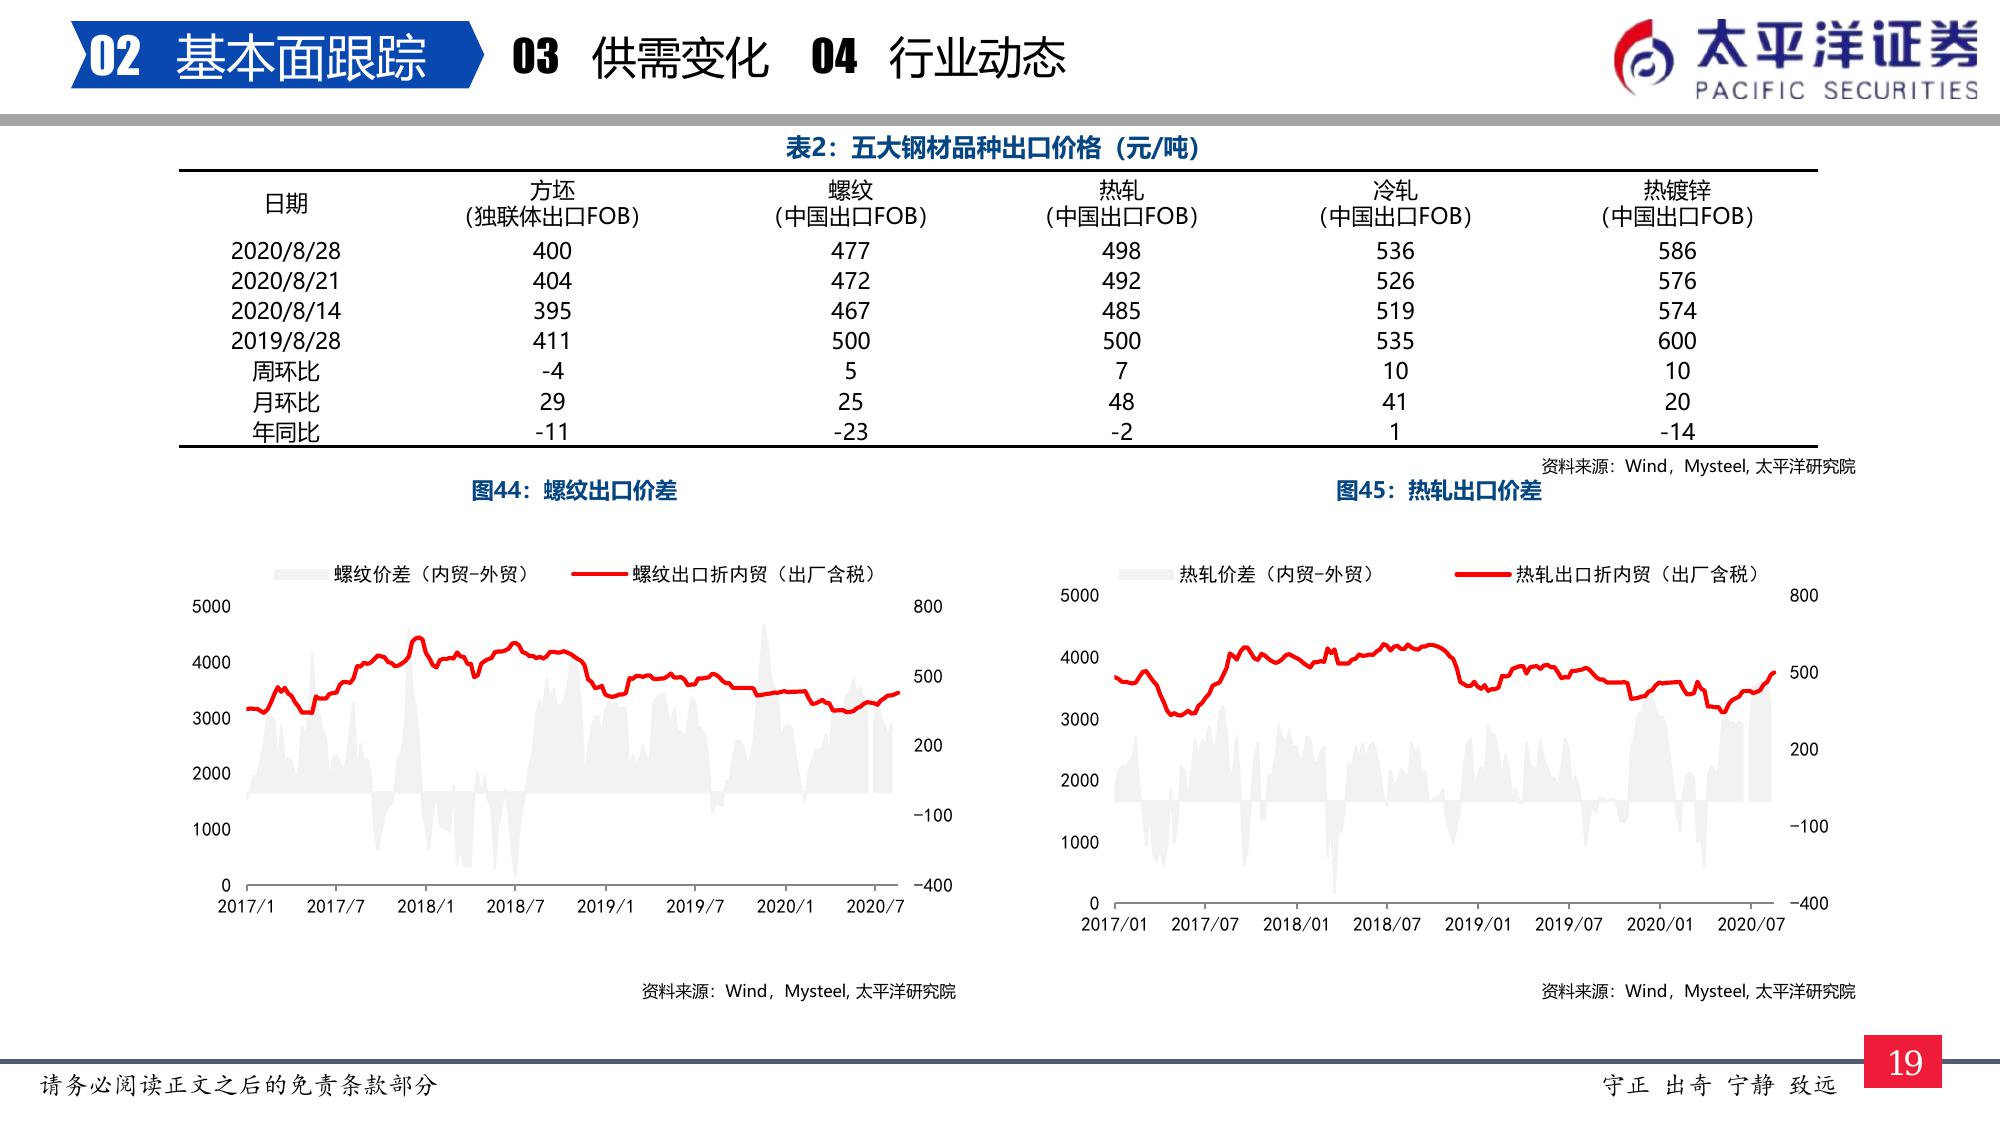 02 基本面跟踪 03 供需变化 04 行业动态
太平洋证券
PACIFIC SECURITIES
表2：五大钢材品种出口价格（元/吨）
日期 方坯（独联体出口FOB） 螺纹（中国出口FOB） 热轧（中国出口FOB） 冷轧（中国出口FOB） 热镀锌（中国出口FOB）
2020/8/28 400 477 498 536 586
2020/8/21 404 472 492 526 576
2020/8/14 395 467 485 519 574
2019/8/28 411 500 500 535 600
周环比 -4 5 7 10 10
月环比 29 25 48 41 20
年同比 -11 -23 -2 1 -14
资料来源：Wind，Mysteel, 太平洋研究院
图44：螺纹出口价差
螺纹价差（内贸-外贸） 螺纹出口折内贸（出厂含税）
5000 800
4000 500
3000 200
2000 -100
1000 -400
0
2017/1 2017/7 2018/1 2018/7 2019/1 2019/7 2020/1 2020/7
资料来源：Wind，Mysteel, 太平洋研究院
图45：热轧出口价差
热轧价差（内贸-外贸） 热轧出口折内贸（出厂含税）
5000 800
4000 500
3000 200
2000 -100
1000 -400
0
2017/01 2017/07 2018/01 2018/07 2019/01 2019/07 2020/01 2020/07
资料来源：Wind，Mysteel, 太平洋研究院
请务必阅读正文之后的免责条款部分
守正 出奇 宁静 致远
19